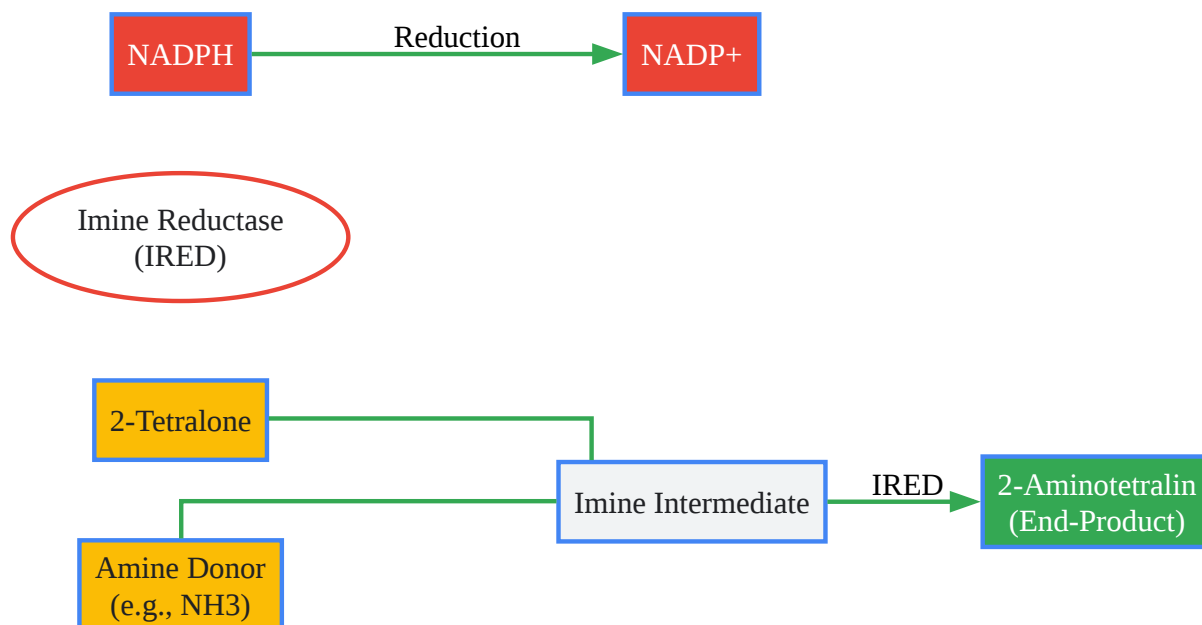 NADPH
Reduction
NADP+
Imine Reductase
(IRED)
2-Tetralone
Imine Intermediate
IRED
2-Aminotetralin
(End-Product)
Amine Donor
(e.g., NH3)